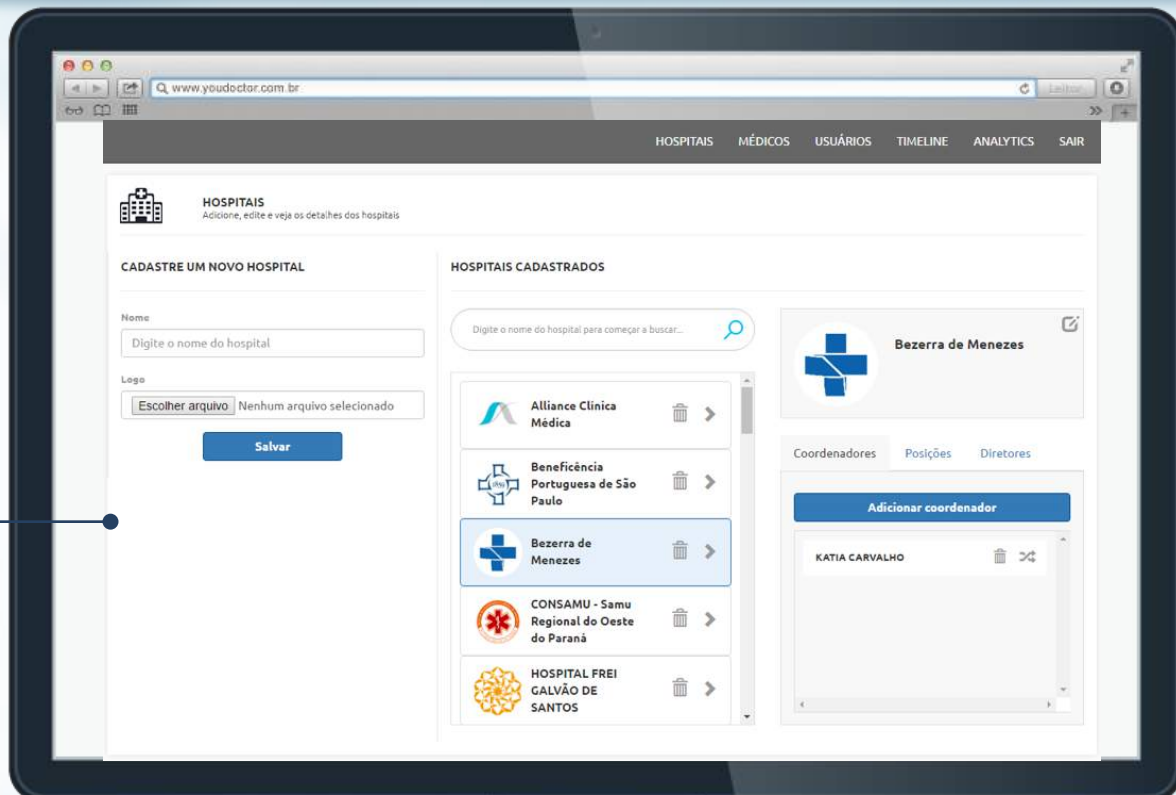 www.youdoctor.com.br
Leitor
HOSPITAIS MÉDICOS USUÁRIOS TIMELINE ANALYTICS SAIR
HOSPITAIS
Adicione, edite e veja os detalhes dos hospitais
CADASTRE UM NOVO HOSPITAL
Nome
Digite o nome do hospital
Logo
Escolher arquivo Nenhum arquivo selecionado
Salvar
HOSPITAIS CADASTRADOS
Digite o nome do hospital para começar a buscar...
Alliance Clínica
Médica
Beneficência
Portuguesa de São
Paulo
Bezerra de
Menezes
CONSAMU - Samu
Regional do Oeste
do Paraná
HOSPITAL FREI
GALVÃO DE
SANTOS
Bezerra de Menezes
Coordenadores Posições Diretores
Adicionar coordenador
KATIA CARVALHO